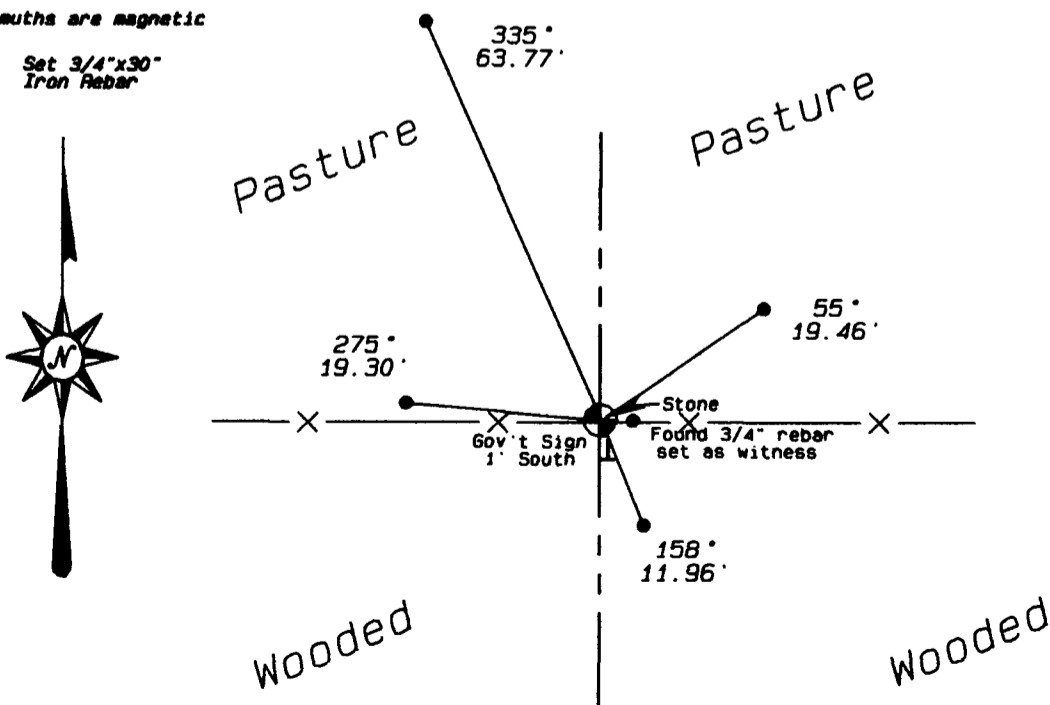 muths are magnetic
Set 3/4"x30"
Iron Rebar
335°
63.77'
Pasture
Pasture
55°
19.46'
275°
19.30'
N
Stone
Gov't Sign
1' South
Found 3/4" rebar
set as witness
158°
11.96'
Wooded
Wooded